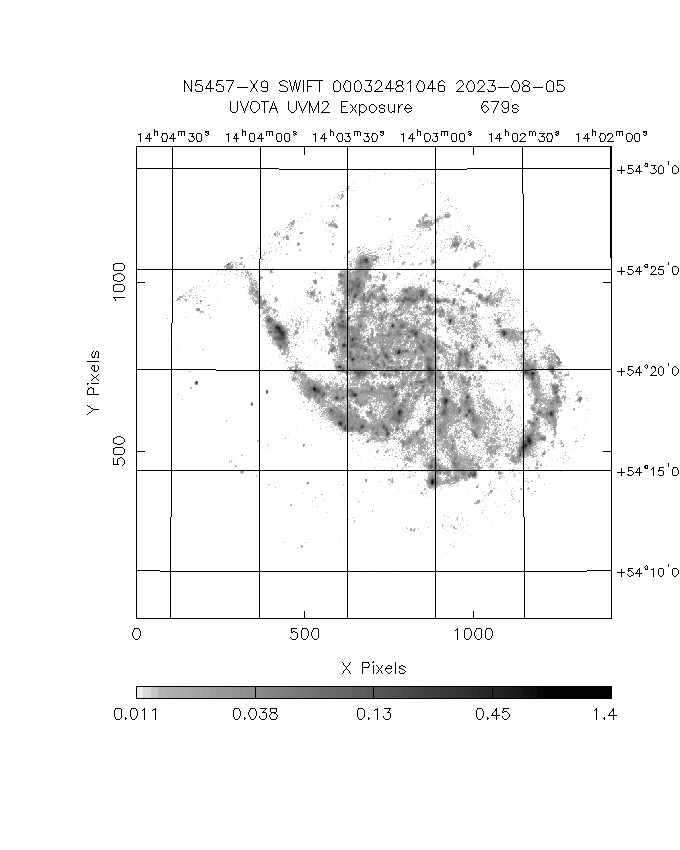 N5457-X9 SWIFT 00032481046 2023-08-05
UVOTA UVM2 Exposure 679s
14ʰ04ᵐ30ˢ 14ʰ04ᵐ00ˢ 14ʰ03ᵐ30ˢ 14ʰ03ᵐ00ˢ 14ʰ02ᵐ30ˢ 14ʰ02ᵐ00ˢ
+54°30'0
+54°25'0
1000
+54°20'0
Y Pixels
500
+54°15'0
+54°10'0
0 500 1000
X Pixels
0.011 0.038 0.13 0.45 1.4